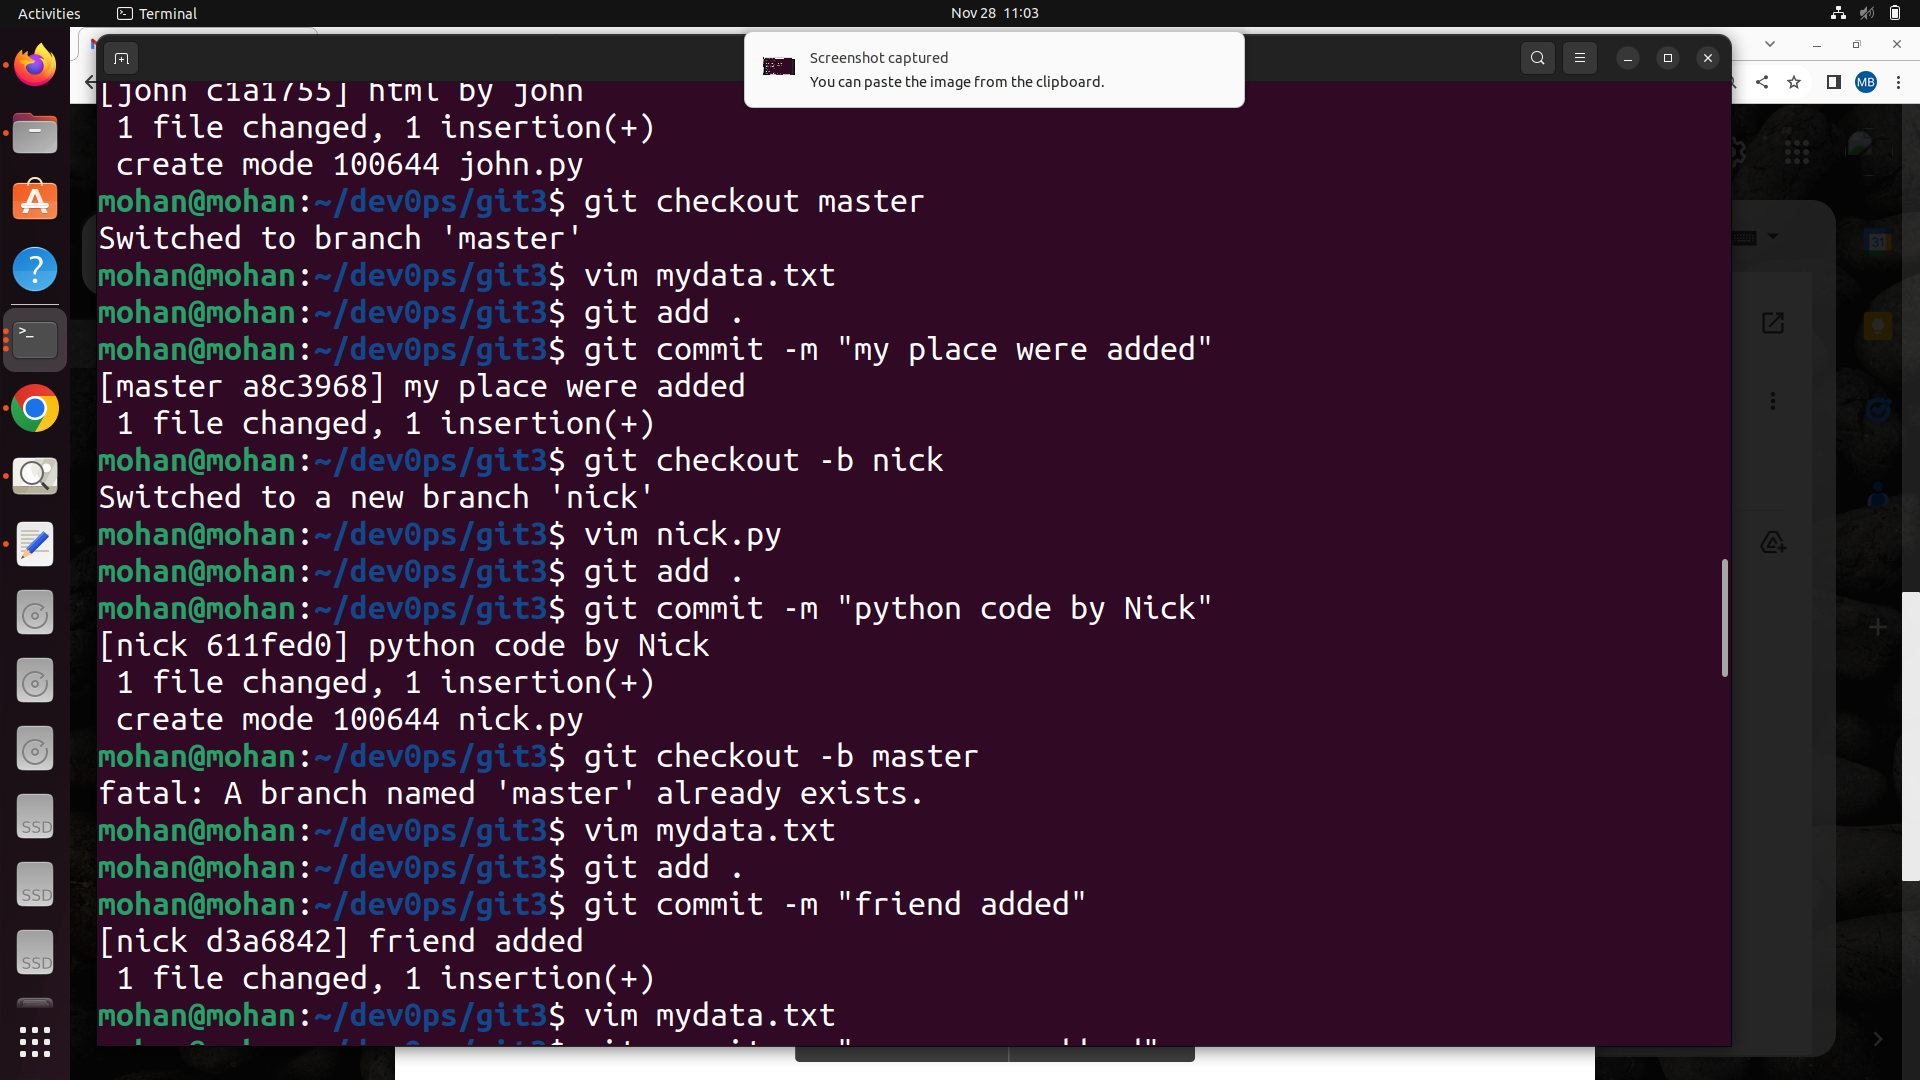 Activities
Terminal
Nov 28 11:03
Screenshot captured
You can paste the image from the clipboard.
MB
[john c1a1755] html by john
1 file changed, 1 insertion(+)
create mode 100644 john.py
mohan@mohan:~/dev0ps/git3$ git checkout master
Switched to branch 'master'
mohan@mohan:~/dev0ps/git3$ vim mydata.txt
mohan@mohan:~/dev0ps/git3$ git add .
mohan@mohan:~/dev0ps/git3$ git commit -m "my place were added"
[master a8c3968] my place were added
1 file changed, 1 insertion(+)
mohan@mohan:~/dev0ps/git3$ git checkout -b nick
Switched to a new branch 'nick'
mohan@mohan:~/dev0ps/git3$ vim nick.py
mohan@mohan:~/dev0ps/git3$ git add .
mohan@mohan:~/dev0ps/git3$ git commit -m "python code by Nick"
[nick 611fed0] python code by Nick
1 file changed, 1 insertion(+)
create mode 100644 nick.py
mohan@mohan:~/dev0ps/git3$ git checkout -b master
fatal: A branch named 'master' already exists.
mohan@mohan:~/dev0ps/git3$ vim mydata.txt
mohan@mohan:~/dev0ps/git3$ git add .
mohan@mohan:~/dev0ps/git3$ git commit -m "friend added"
[nick d3a6842] friend added
1 file changed, 1 insertion(+)
mohan@mohan:~/dev0ps/git3$ vim mydata.txt
SSD
SSD
SSD
31